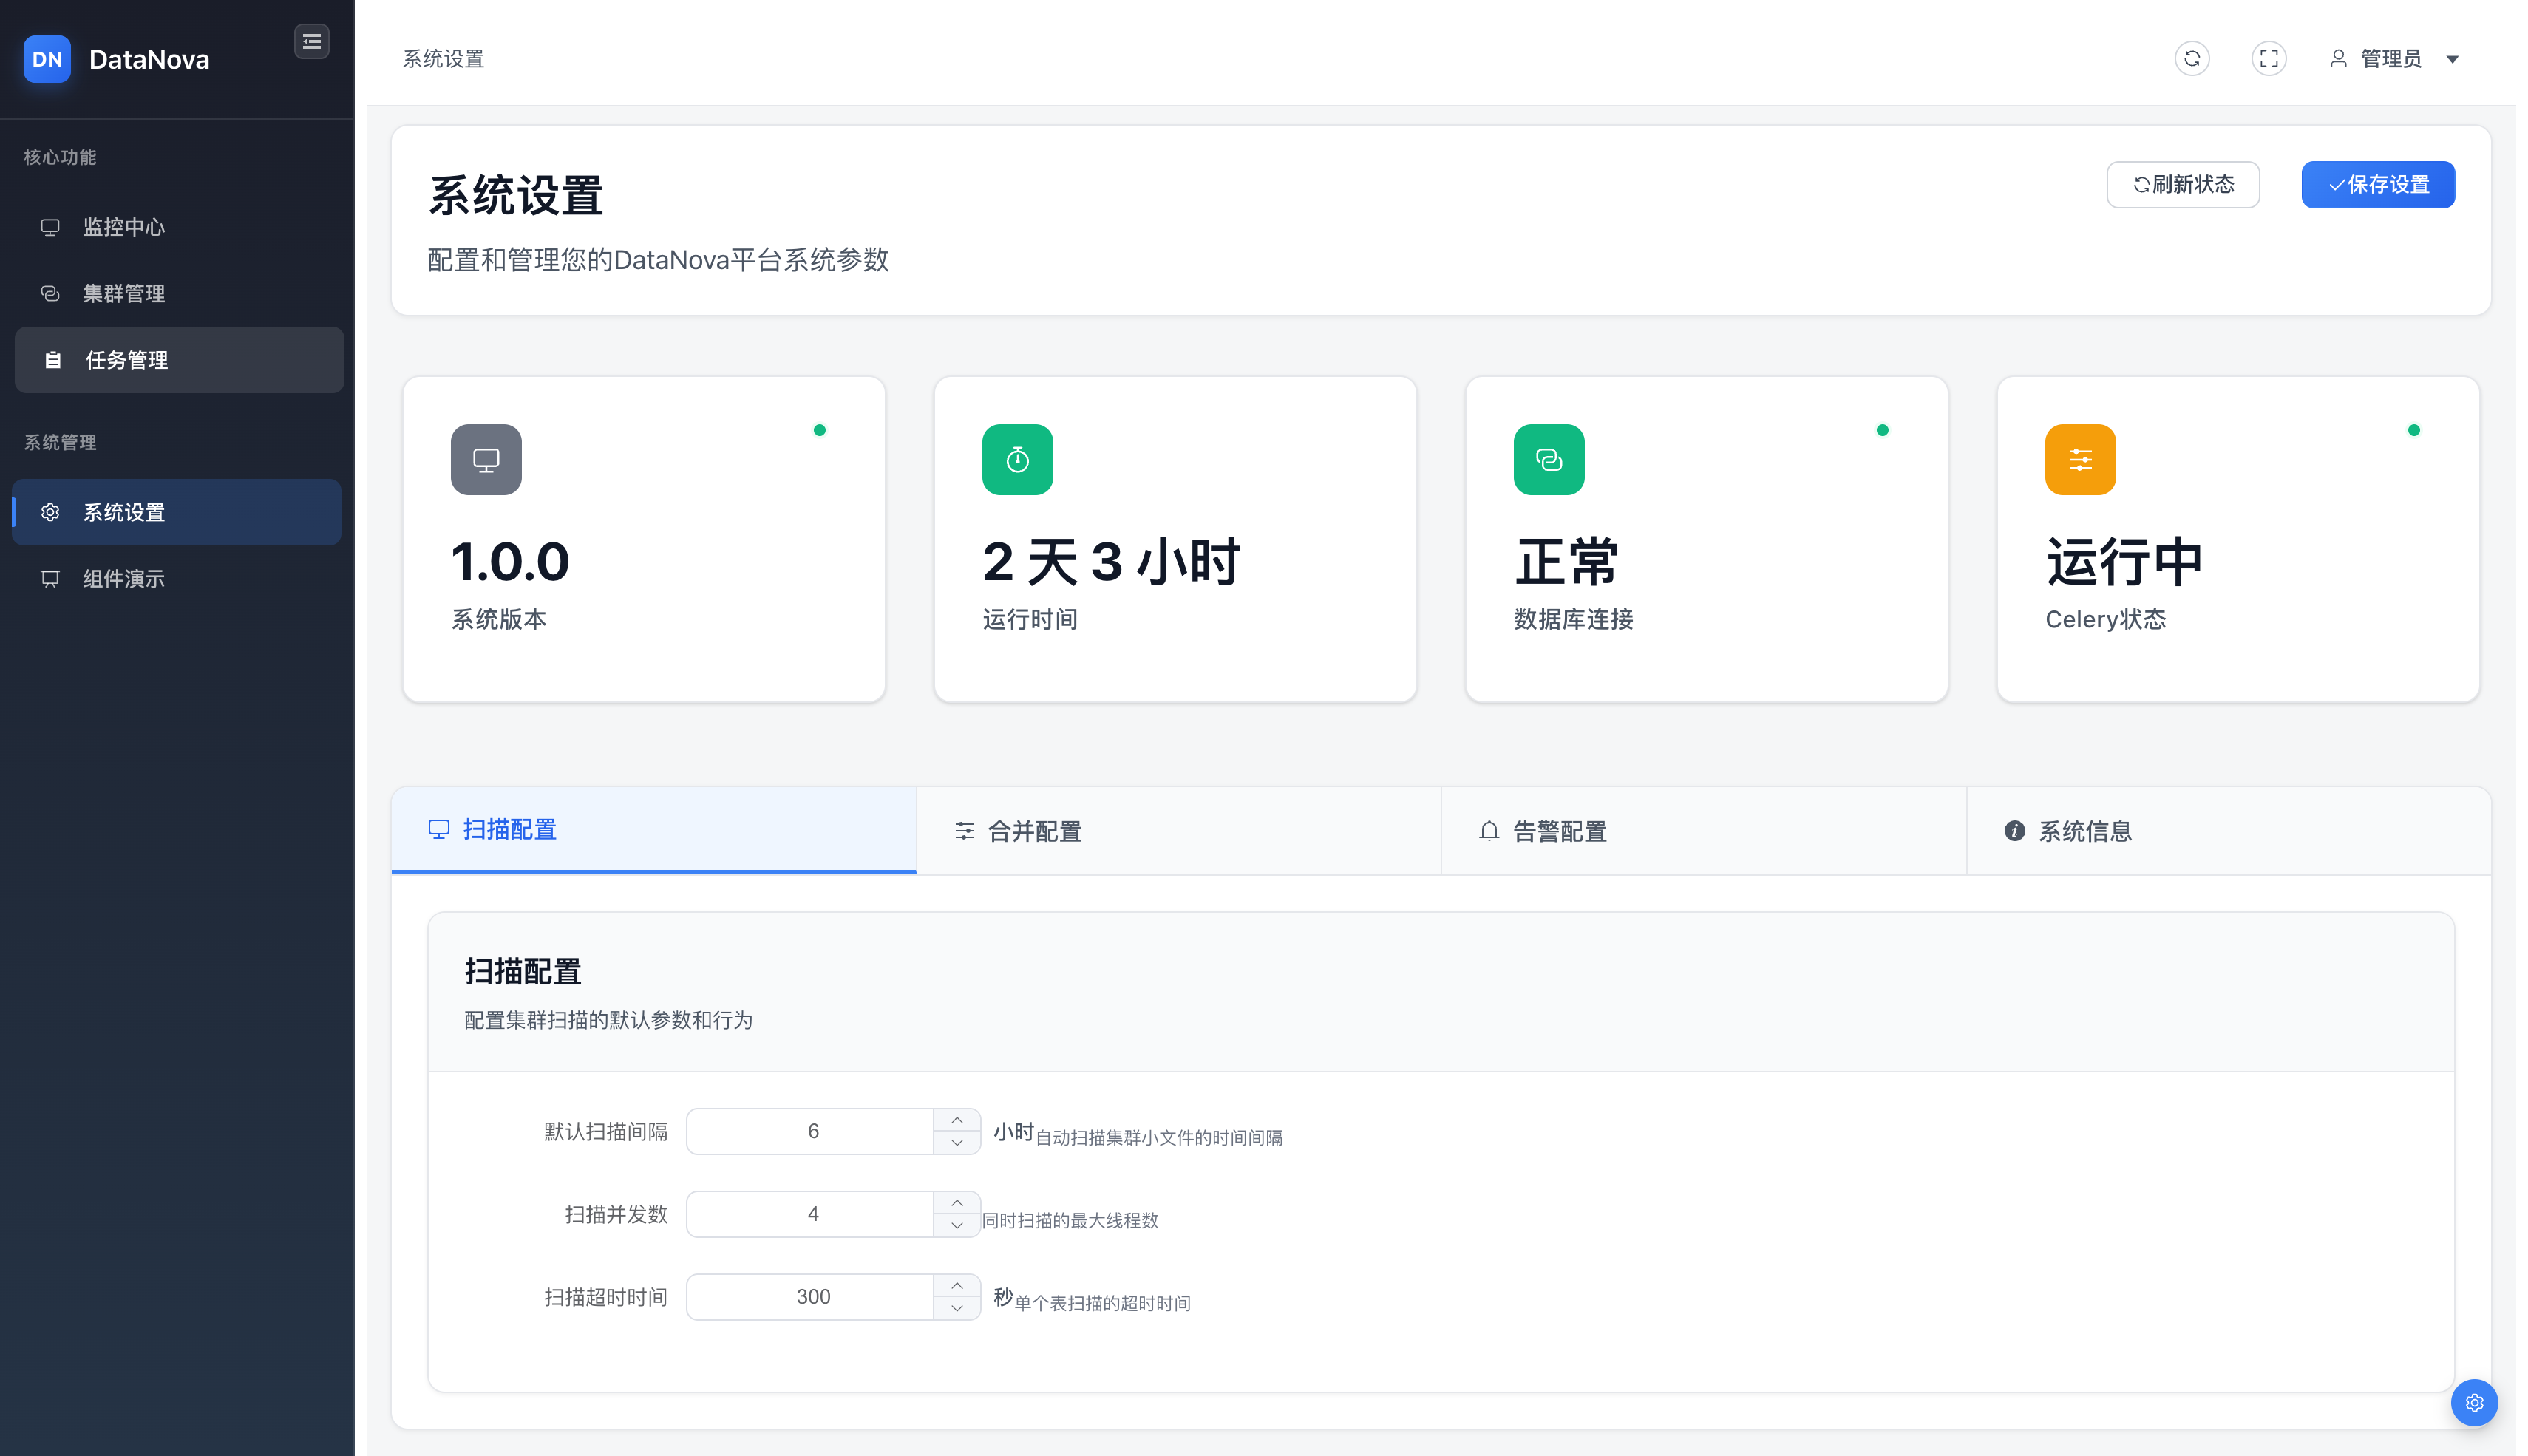 DN DataNova
核心功能
监控中心
集群管理
任务管理
系统管理
系统设置
组件演示
系统设置
管理员
系统设置
配置和管理您的DataNova平台系统参数
刷新状态
保存设置
1.0.0
系统版本
2 天 3 小时
运行时间
正常
数据库连接
运行中
Celery状态
扫描配置
合并配置
告警配置
系统信息
扫描配置
配置集群扫描的默认参数和行为
默认扫描间隔 6 小时 自动扫描集群小文件的时间间隔
扫描并发数 4 同时扫描的最大线程数
扫描超时时间 300 秒 单个表扫描的超时时间